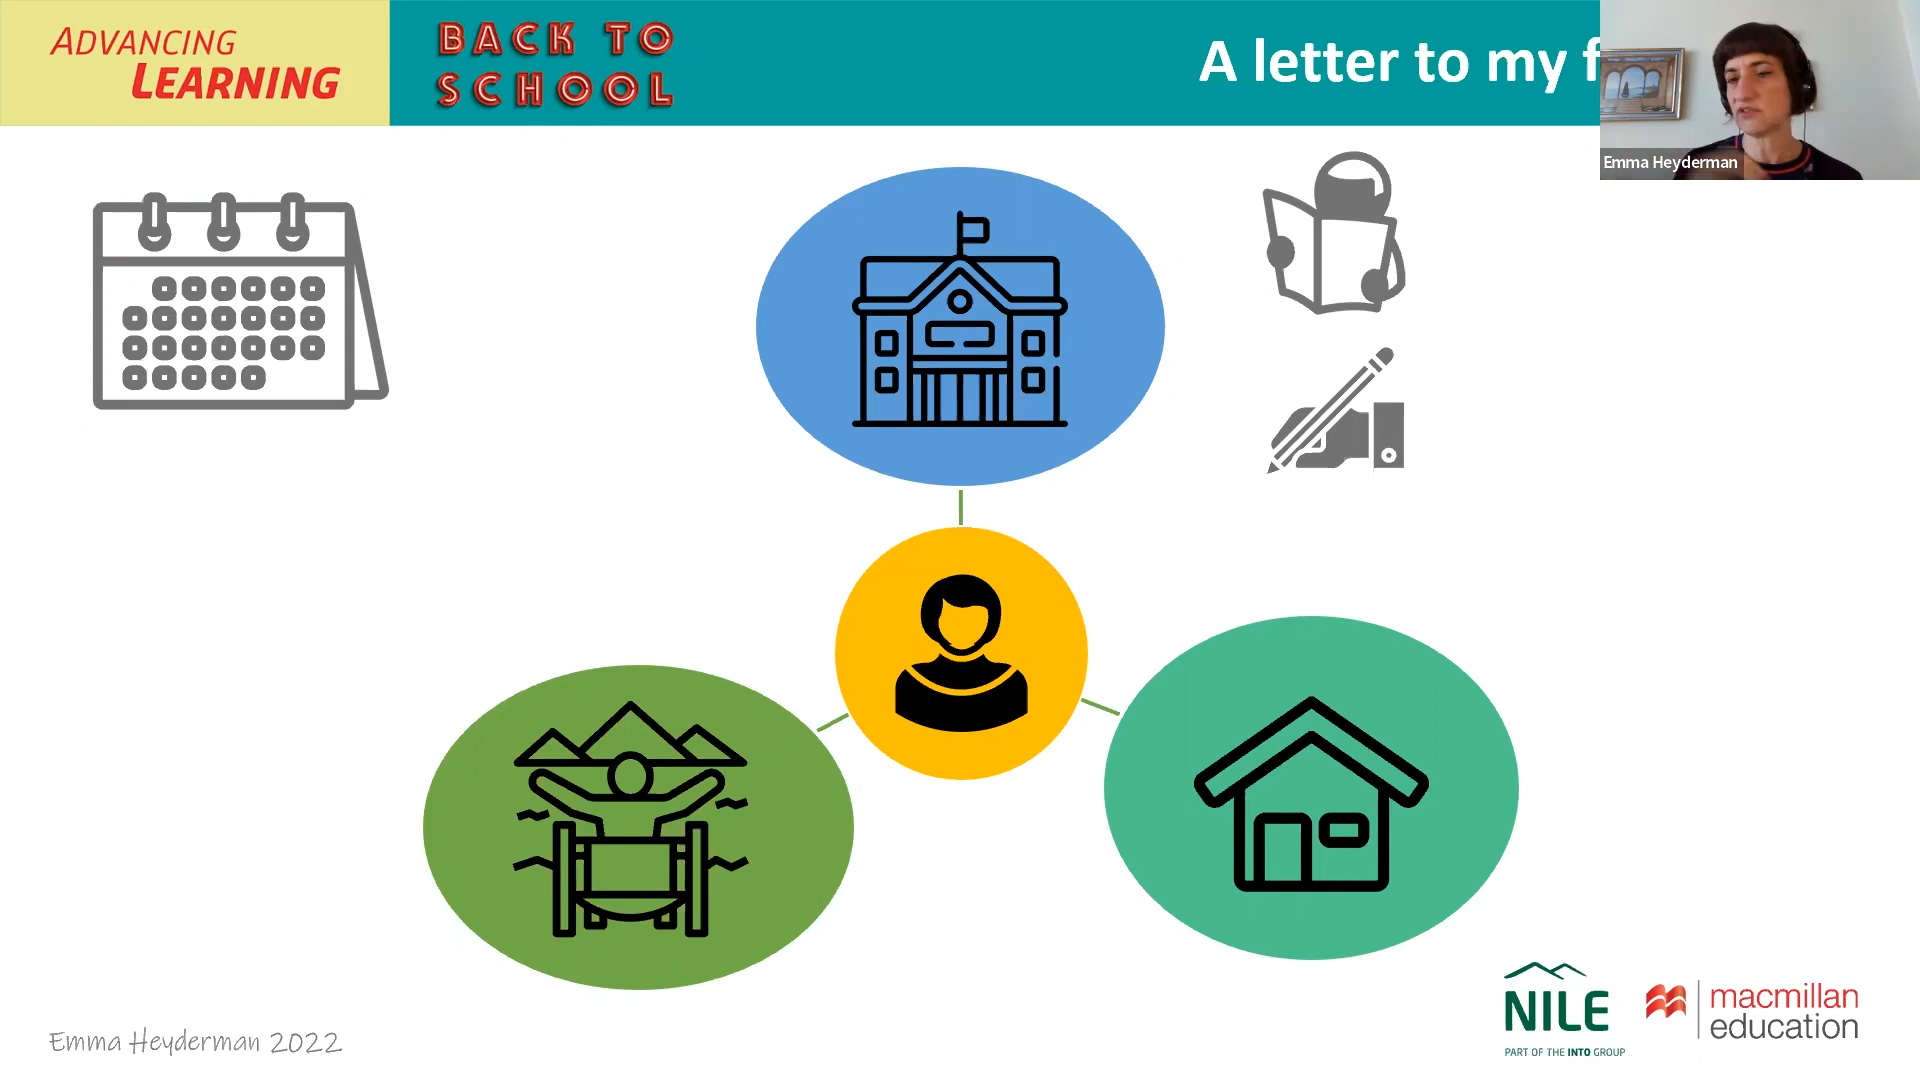 ADVANCING
LEARNING
BACK TO
SCHOOL
A letter to my f
Emma Heyderman
Emma Heyderman 2022
NILE
PART OF THE INTO GROUP
macmillan
education